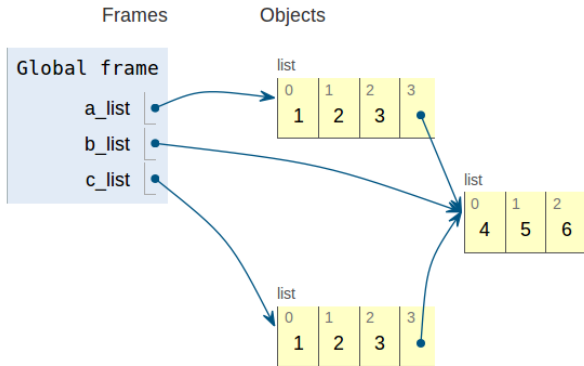 Frames Objects
Global frame
a_list
b_list
c_list
list
0 1 2 3
1 2 3
list
0 1 2
4 5 6
list
0 1 2 3
1 2 3